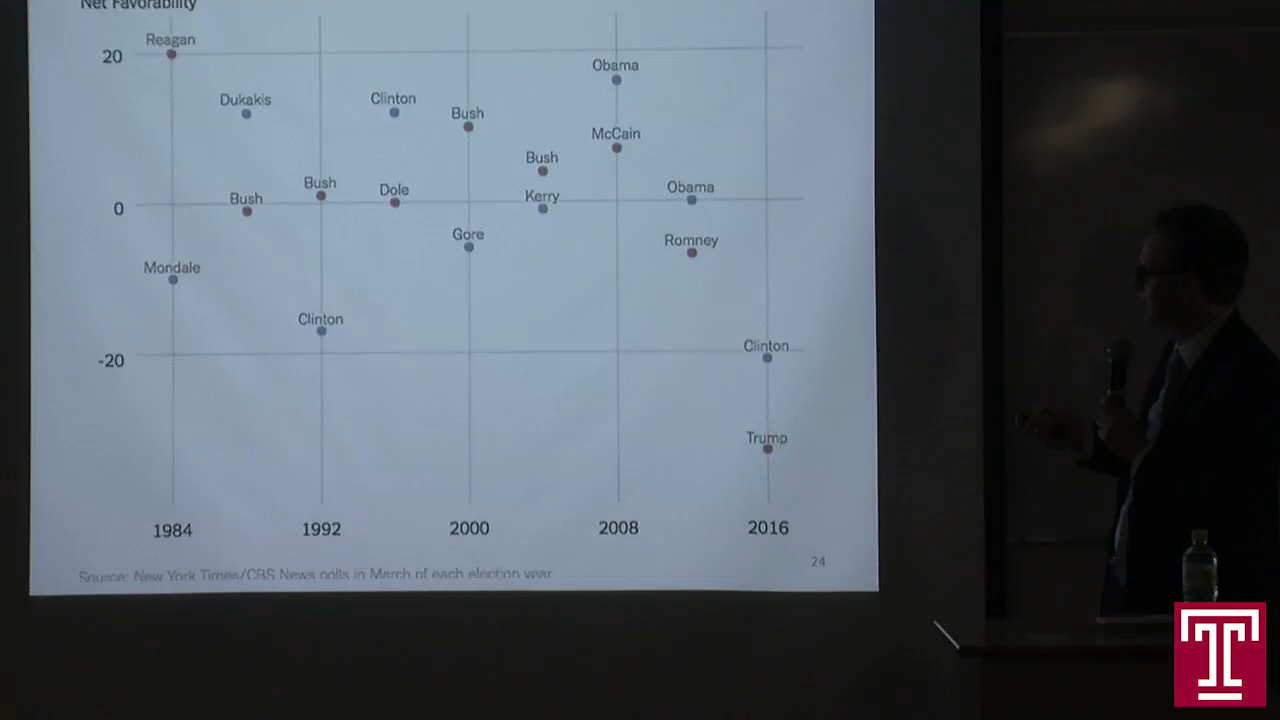 Net Favorability
Reagan
20
Obama
Dukakis
Clinton
Bush
McCain
Bush
Bush
Dole
Kerry
Obama
Bush
0
Gore
Romney
Mondale
Clinton
-20
Clinton
Trump
1984
1992
2000
2008
2016
24
Source: New York Times/CBS News polls in March of each election year
T